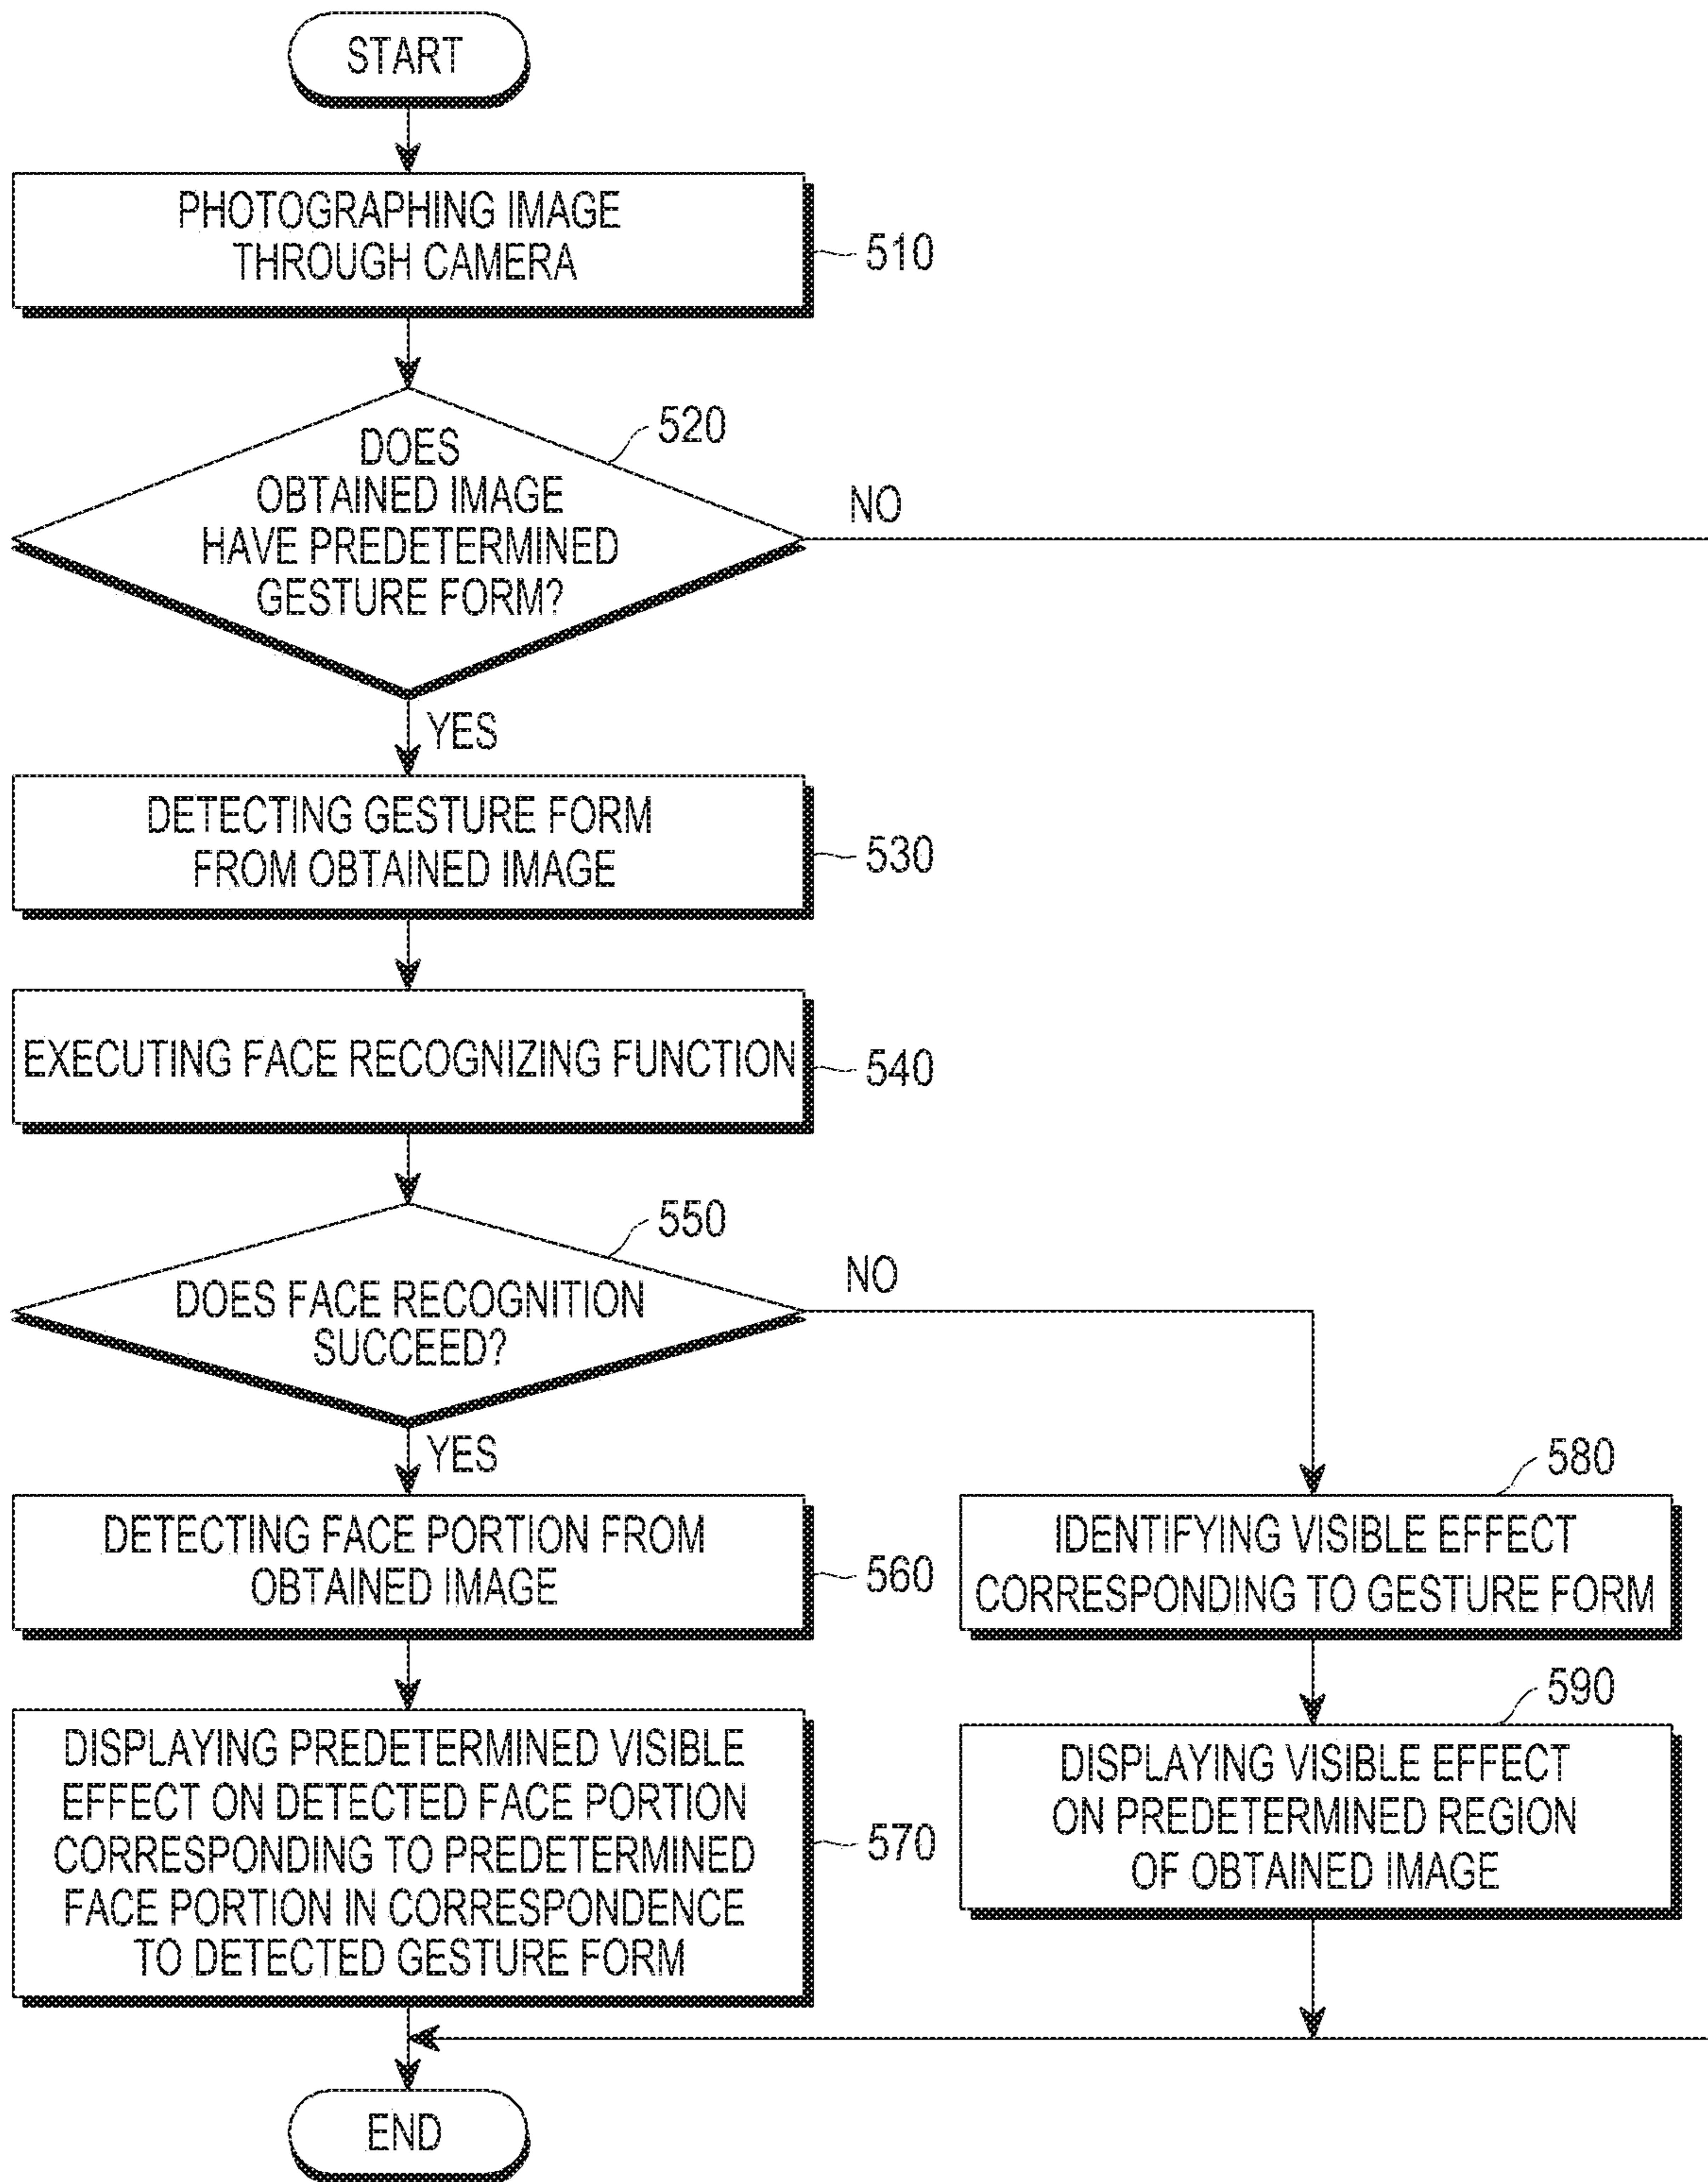 START
PHOTOGRAPHING IMAGE
THROUGH CAMERA
510
520
DOES
OBTAINED IMAGE
HAVE PREDETERMINED
GESTURE FORM?
NO
YES
DETECTING GESTURE FORM
FROM OBTAINED IMAGE
530
EXECUTING FACE RECOGNIZING FUNCTION
540
550
DOES FACE RECOGNITION
SUCCEED?
NO
YES
DETECTING FACE PORTION FROM
OBTAINED IMAGE
560
580
IDENTIFYING VISIBLE EFFECT
CORRESPONDING TO GESTURE FORM
DISPLAYING PREDETERMINED VISIBLE
EFFECT ON DETECTED FACE PORTION
CORRESPONDING TO PREDETERMINED
FACE PORTION IN CORRESPONDENCE
TO DETECTED GESTURE FORM
570
590
DISPLAYING VISIBLE EFFECT
ON PREDETERMINED REGION
OF OBTAINED IMAGE
END